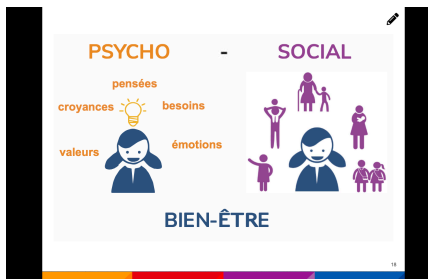 PSYCHO - SOCIAL
pensées
croyances
besoins
valeurs
émotions
BIEN-ÊTRE
18